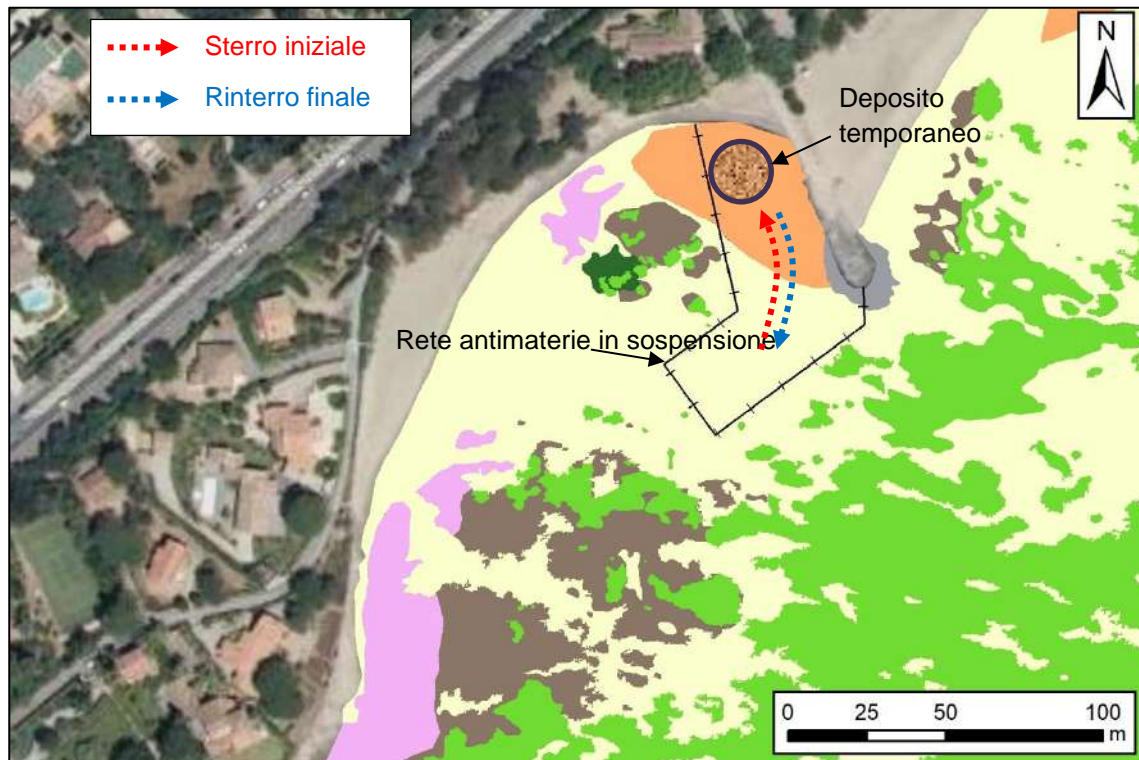 Sterro iniziale
Rinterro finale
N
Deposito
temporaneo
Rete antimaterie in sospensione
0 25 50 100
m